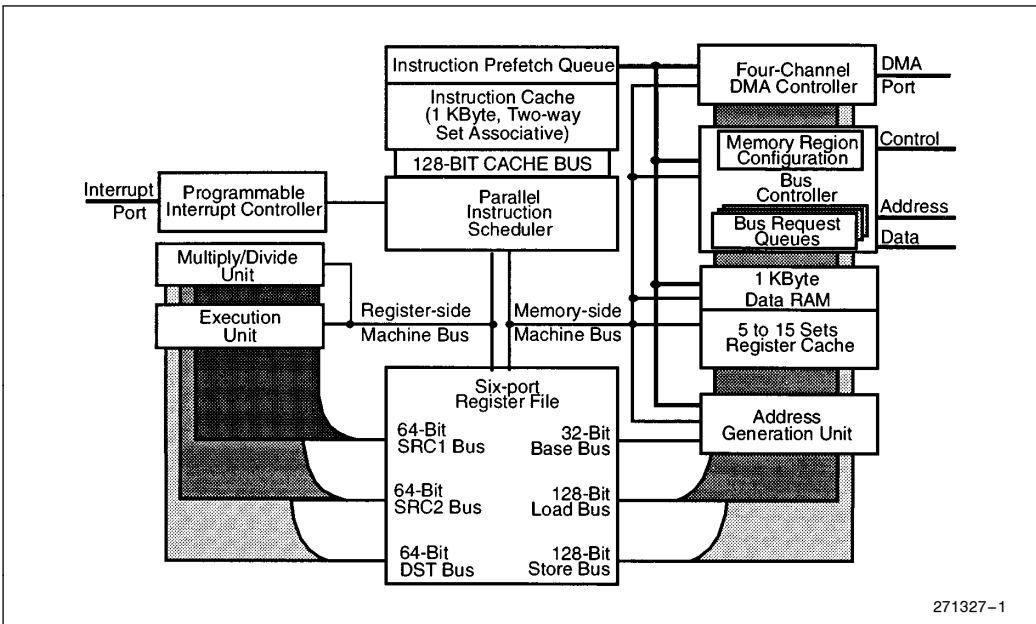 Instruction Prefetch Queue
Instruction Cache
(1 KByte, Two-way
Set Associative)
128-BIT CACHE BUS
Parallel
Instruction
Scheduler
Interrupt
Port
Programmable
Interrupt Controller
Multiply/Divide
Unit
Execution
Unit
Register-side
Machine Bus
Memory-side
Machine Bus
Four-Channel
DMA Controller
DMA
Port
Memory Region
Configuration
Bus
Controller
Bus Request
Queues
Control
Address
Data
1 KByte
Data RAM
5 to 15 Sets
Register Cache
Address
Generation Unit
Six-port
Register File
64-Bit
SRC1 Bus
64-Bit
SRC2 Bus
64-Bit
DST Bus
32-Bit
Base Bus
128-Bit
Load Bus
128-Bit
Store Bus
271327–1